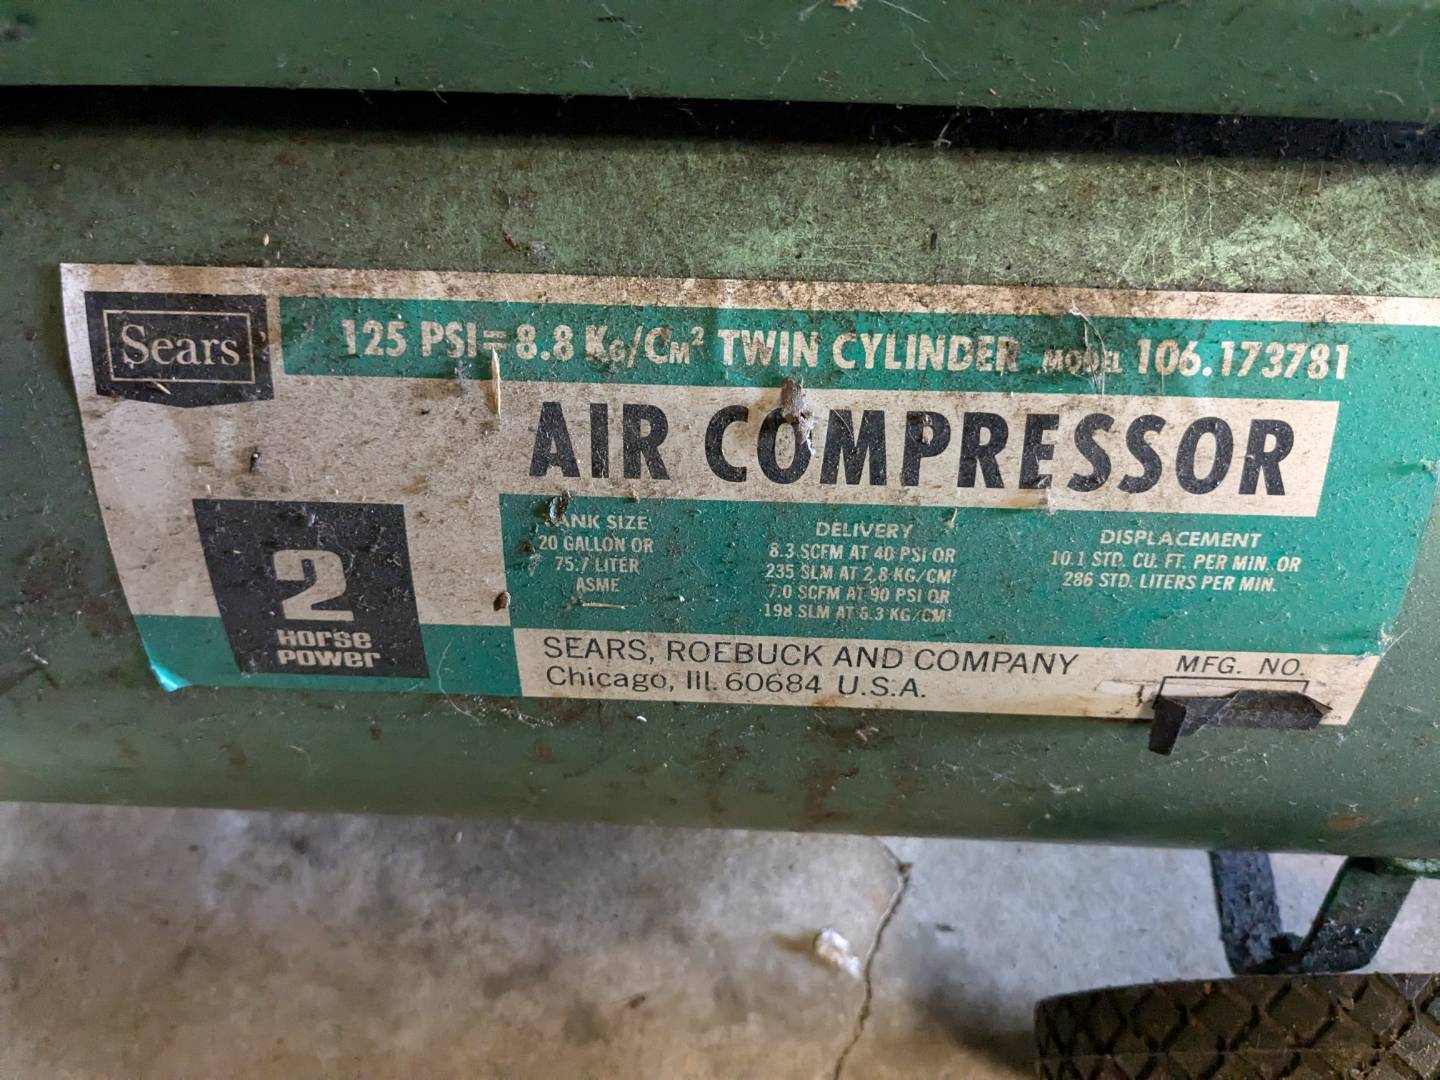 Sears
125 PSI=8.8 KG/CM² TWIN CYLINDER MODEL 106.173781
AIR COMPRESSOR
2
HORSE
POWER
TANK SIZE
20 GALLON OR
75.7 LITER
ASME
DELIVERY
8.3 SCFM AT 40 PSI OR
235 SLM AT 2.8 KG/CM²
7.0 SCFM AT 90 PSI OR
198 SLM AT 6.3 KG/CM²
DISPLACEMENT
10.1 STD. CU. FT. PER MIN. OR
286 STD. LITERS PER MIN.
SEARS, ROEBUCK AND COMPANY
Chicago, Ill. 60684 U.S.A.
MFG. NO.